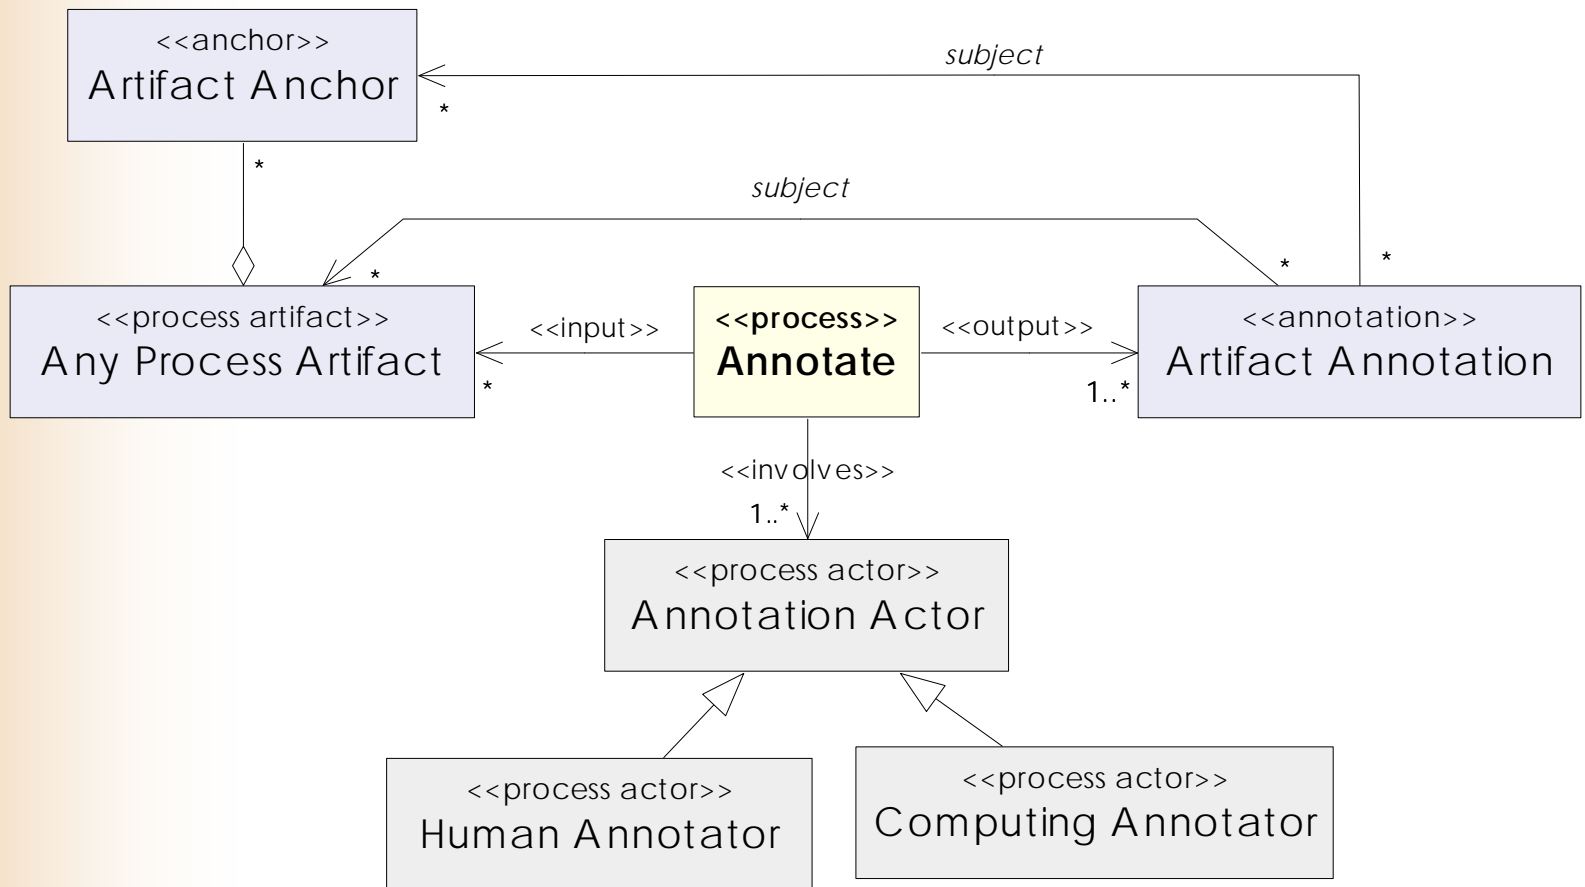 <<anchor>>
Artifact Anchor
subject
*
*
subject
*
*
*
<<process artifact>>
Any Process Artifact
<<input>>
*
<<process>>
Annotate
<<output>>
1..*
<<annotation>>
Artifact Annotation
<<involves>>
1..*
<<process actor>>
Annotation Actor
<<process actor>>
Human Annotator
<<process actor>>
Computing Annotator